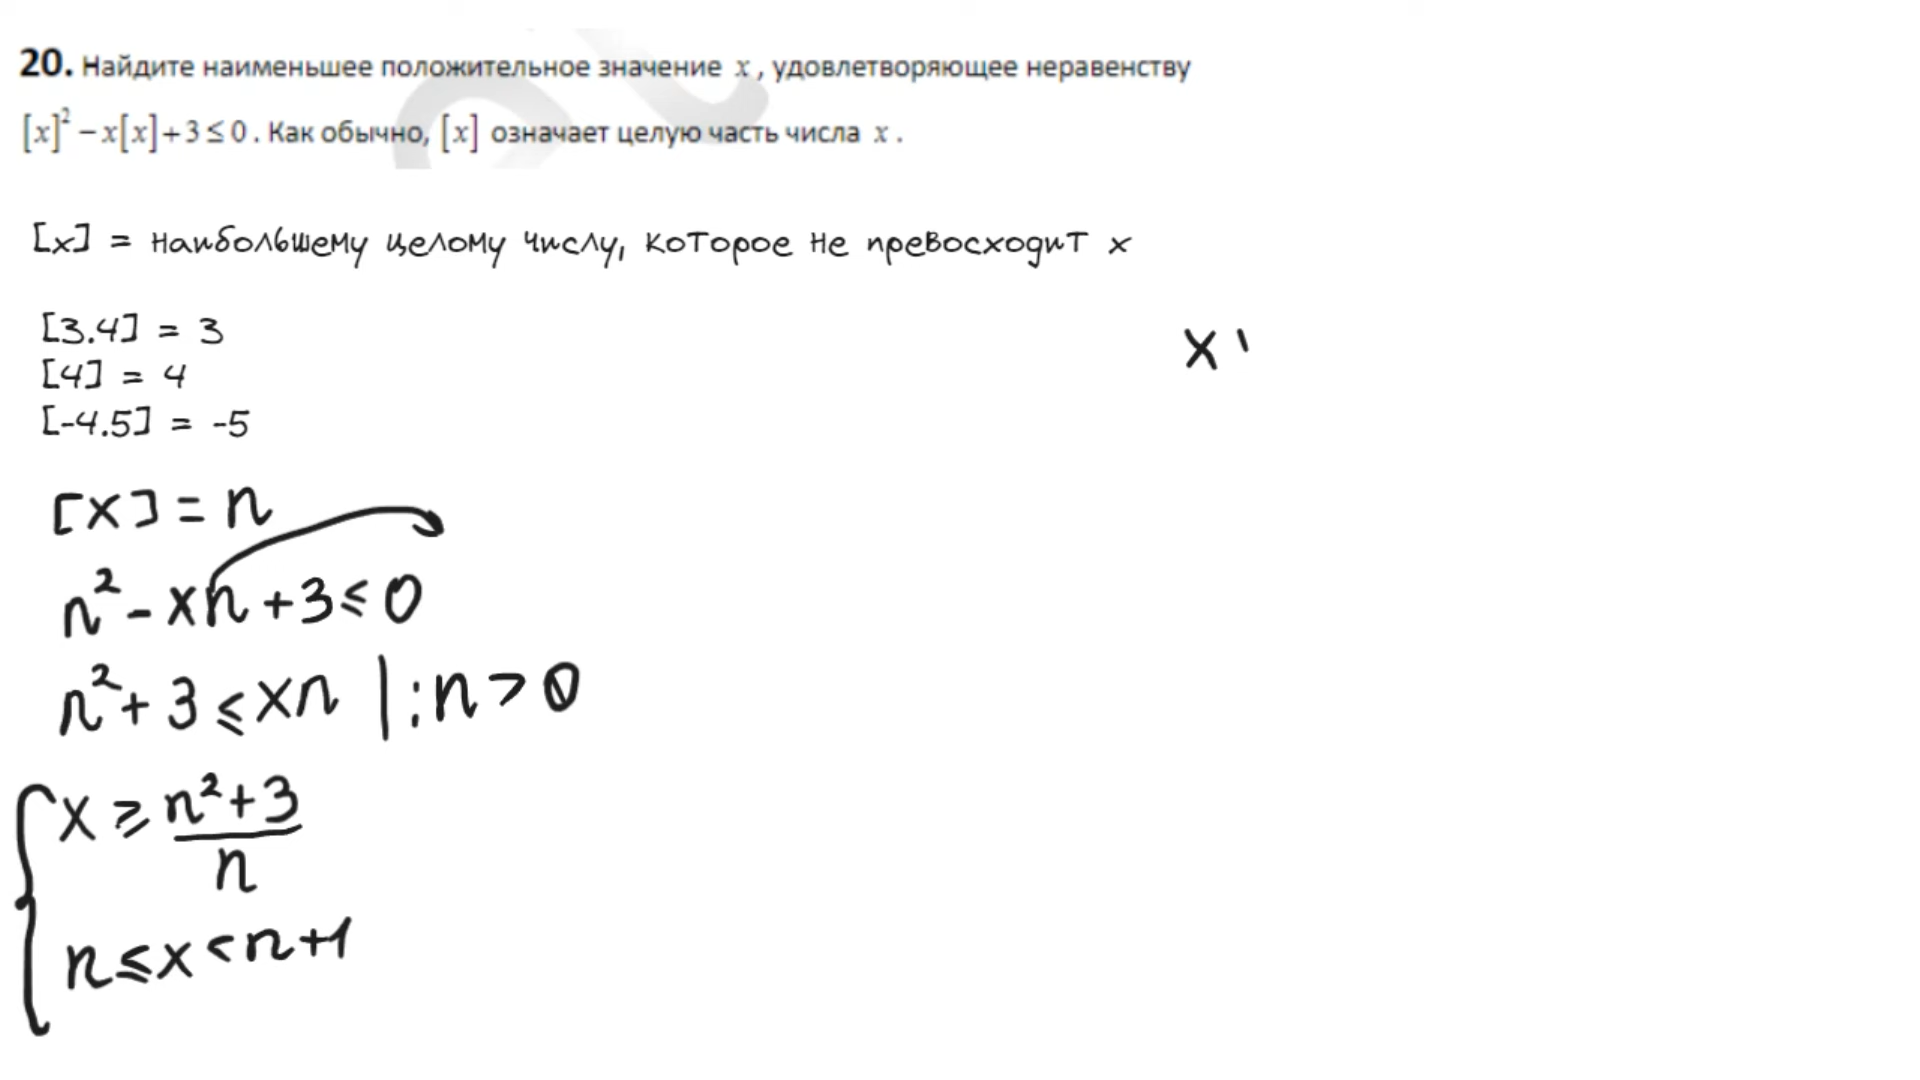 20. Найдите наименьшее положительное значение x, удовлетворяющее неравенству
[x]² − x[x] + 3 ≤ 0. Как обычно, [x] означает целую часть числа x.
[x] = наибольшему целому числу, которое не превосходит x
[3.4] = 3
[4] = 4
[-4.5] = -5
x
[x] = n
n² - xn + 3 ≤ 0
n² + 3 ≤ xn | : n > 0
x ≥ (n² + 3)/n
n ≤ x < n+1